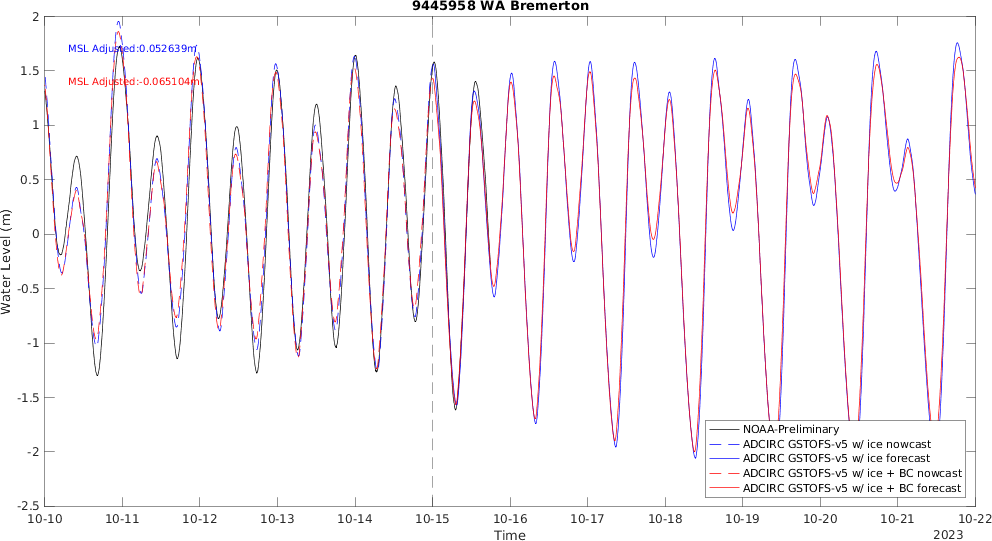 9445958 WA Bremerton
MSL Adjusted:0.052639m
MSL Adjusted:-0.065104m
Water Level (m)
2
1.5
1
0.5
0
-0.5
-1
-1.5
-2
-2.5
NOAA-Preliminary
ADCIRC GSTOFS-v5 w/ ice nowcast
ADCIRC GSTOFS-v5 w/ ice forecast
ADCIRC GSTOFS-v5 w/ ice + BC nowcast
ADCIRC GSTOFS-v5 w/ ice + BC forecast
10-10 10-11 10-12 10-13 10-14 10-15 10-16 10-17 10-18 10-19 10-20 10-21 10-22
Time
2023